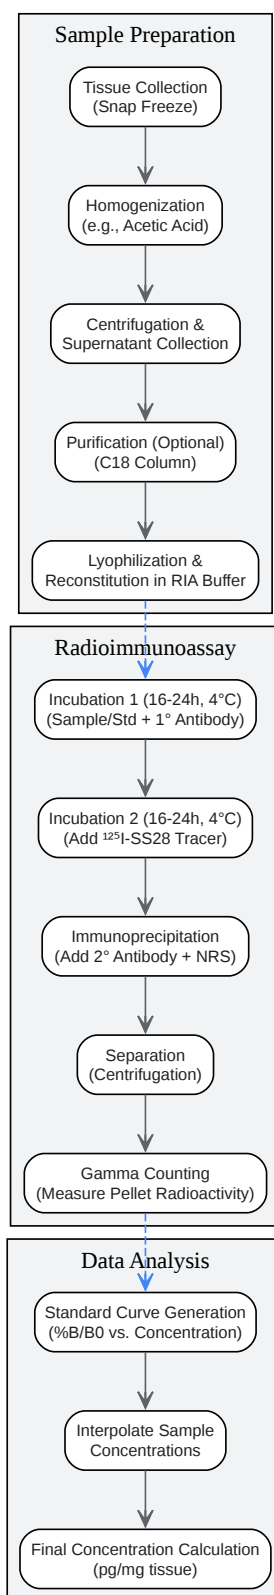 Sample Preparation
Tissue Collection
(Snap Freeze)
Homogenization
(e.g., Acetic Acid)
Centrifugation &
Supernatant Collection
Purification (Optional)
(C18 Column)
Lyophilization &
Reconstitution in RIA Buffer
Radioimmunoassay
Incubation 1 (16-24h, 4°C)
(Sample/Std + 1° Antibody)
Incubation 2 (16-24h, 4°C)
(Add ¹²⁵I-SS28 Tracer)
Immunoprecipitation
(Add 2° Antibody + NRS)
Separation
(Centrifugation)
Gamma Counting
(Measure Pellet Radioactivity)
Data Analysis
Standard Curve Generation
(%B/B0 vs. Concentration)
Interpolate Sample
Concentrations
Final Concentration Calculation
(pg/mg tissue)